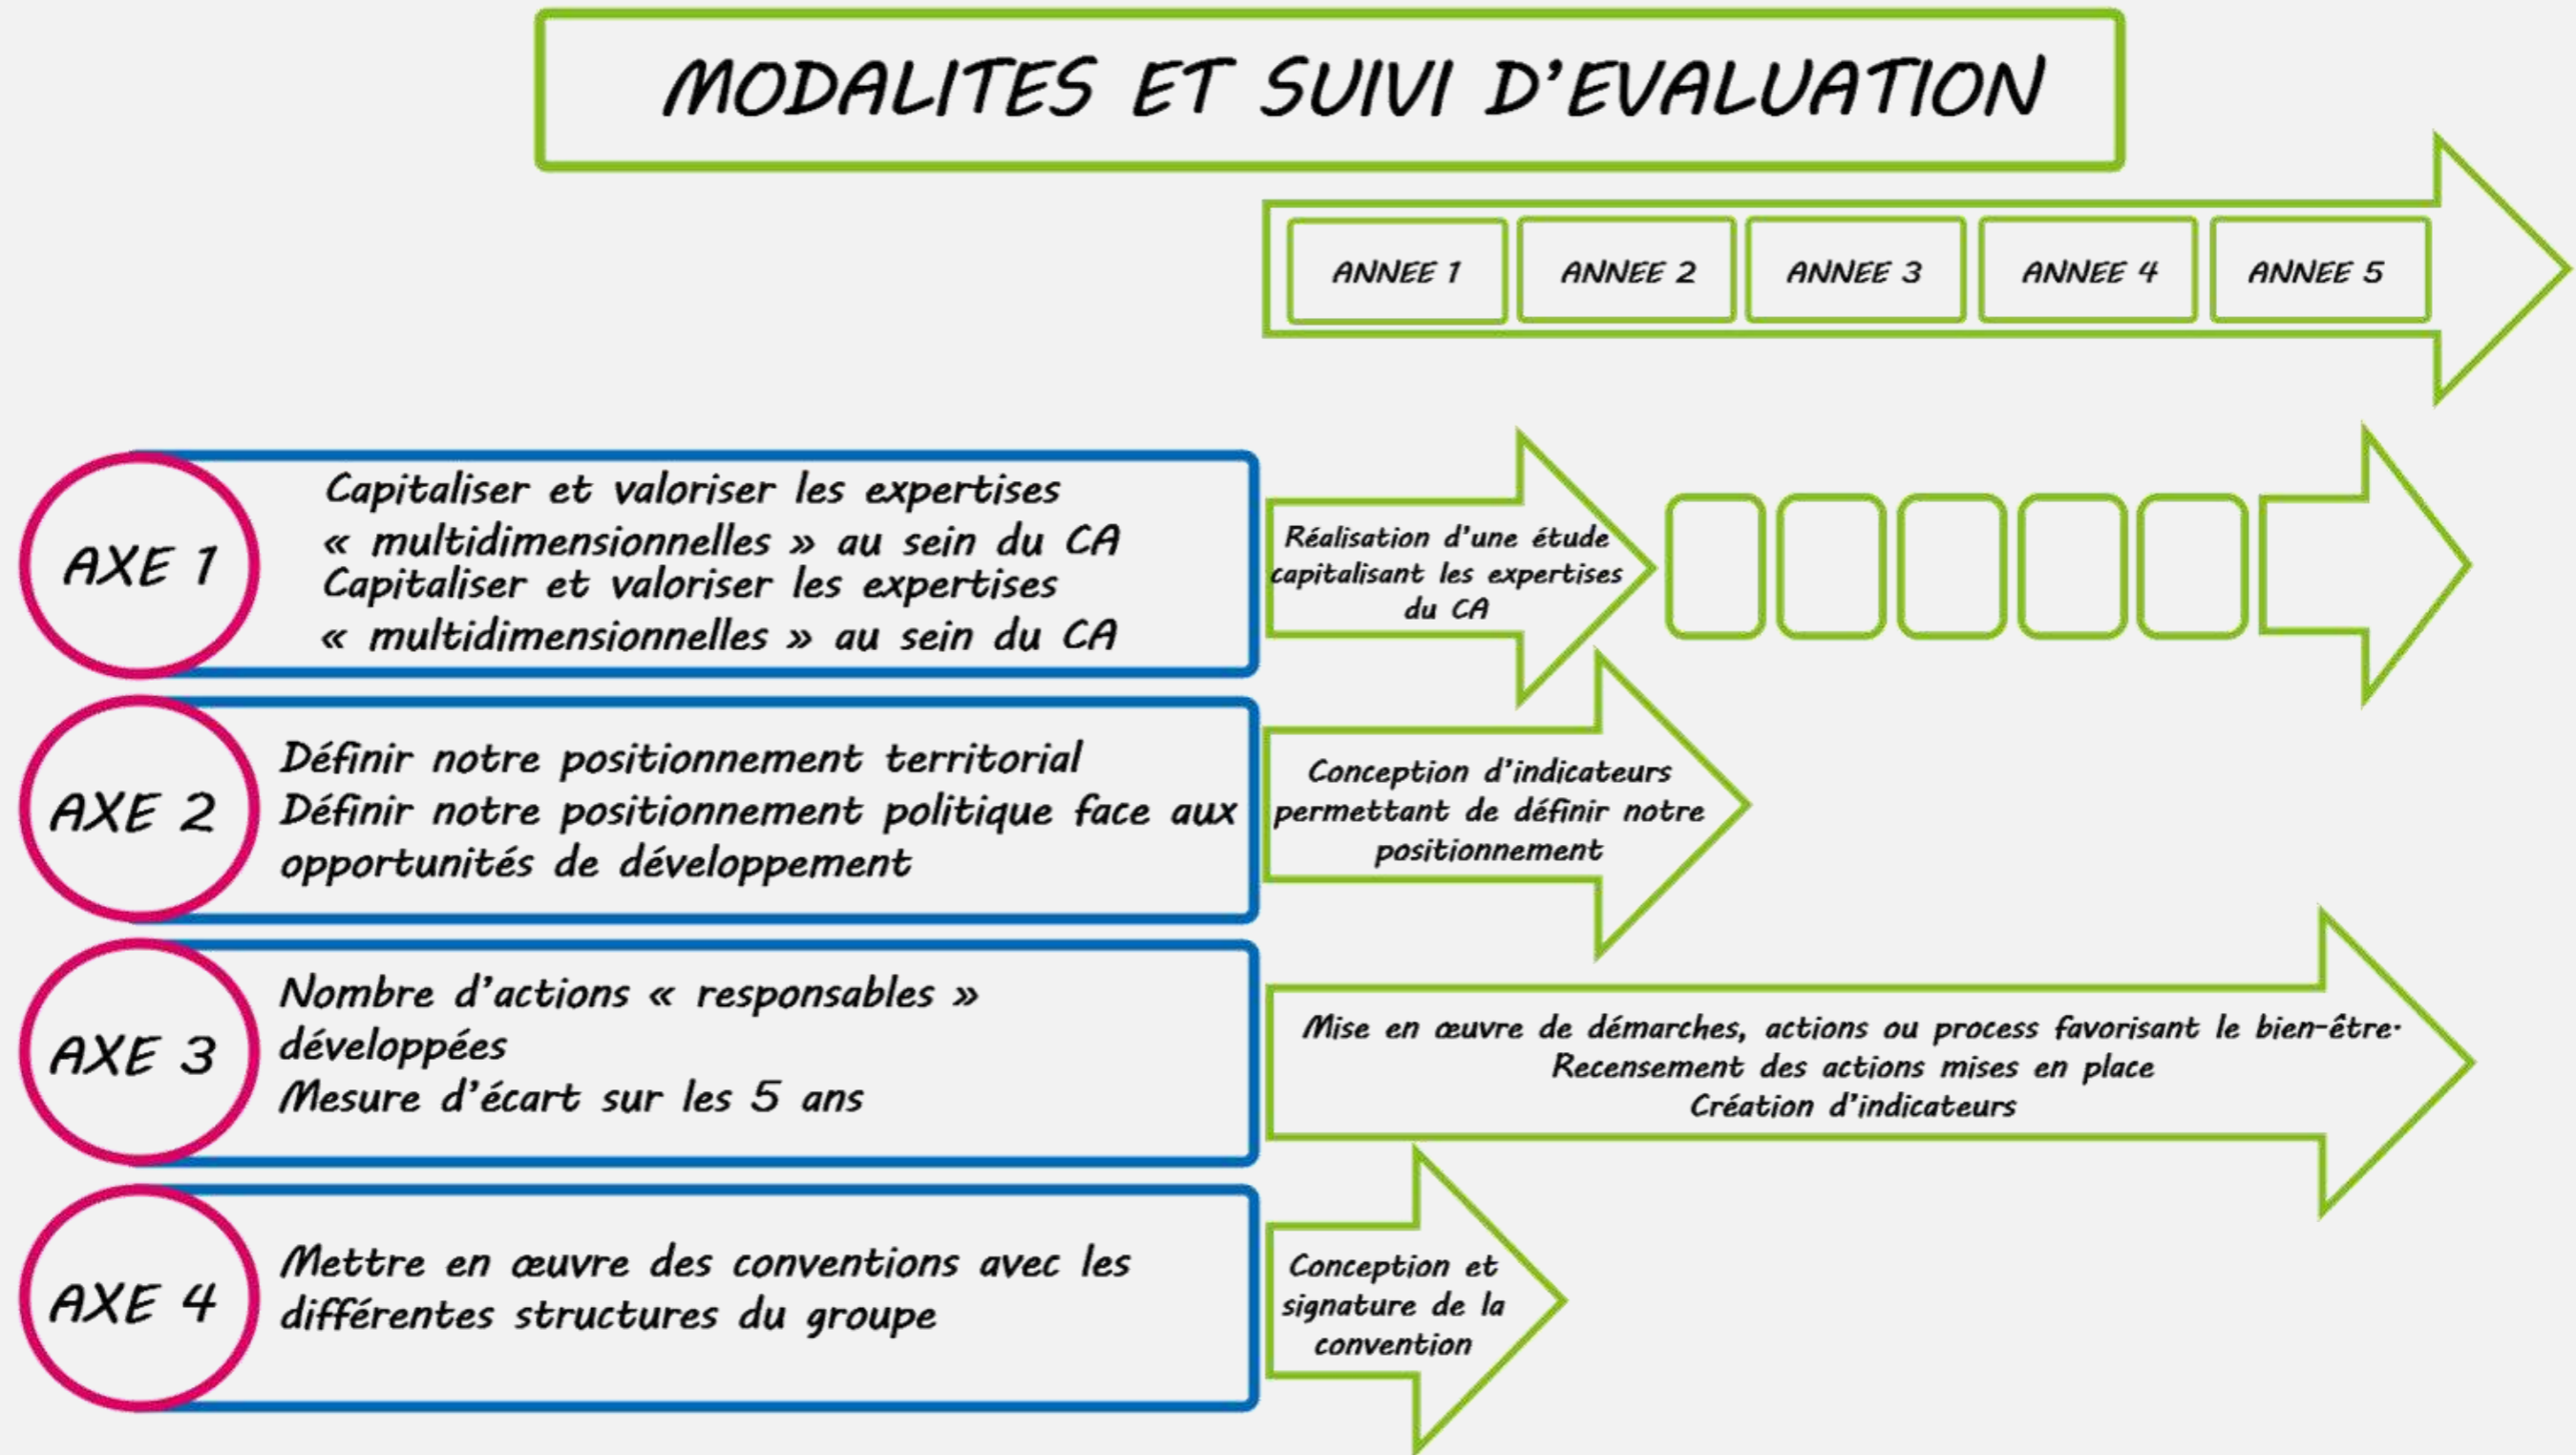 MODALITES ET SUIVI D’EVALUATION
ANNEE 1
ANNEE 2
ANNEE 3
ANNEE 4
ANNEE 5
AXE 1
Capitaliser et valoriser les expertises
« multidimensionnelles » au sein du CA
Capitaliser et valoriser les expertises
« multidimensionnelles » au sein du CA
Réalisation d’une étude
capitalisant les expertises
du CA
AXE 2
Définir notre positionnement territorial
Définir notre positionnement politique face aux
opportunités de développement
Conception d’indicateurs
permettant de définir notre
positionnement
AXE 3
Nombre d’actions « responsables »
développées
Mesure d’écart sur les 5 ans
Mise en œuvre de démarches, actions ou process favorisant le bien-être.
Recensement des actions mises en place
Création d’indicateurs
AXE 4
Mettre en œuvre des conventions avec les
différentes structures du groupe
Conception et
signature de la
convention